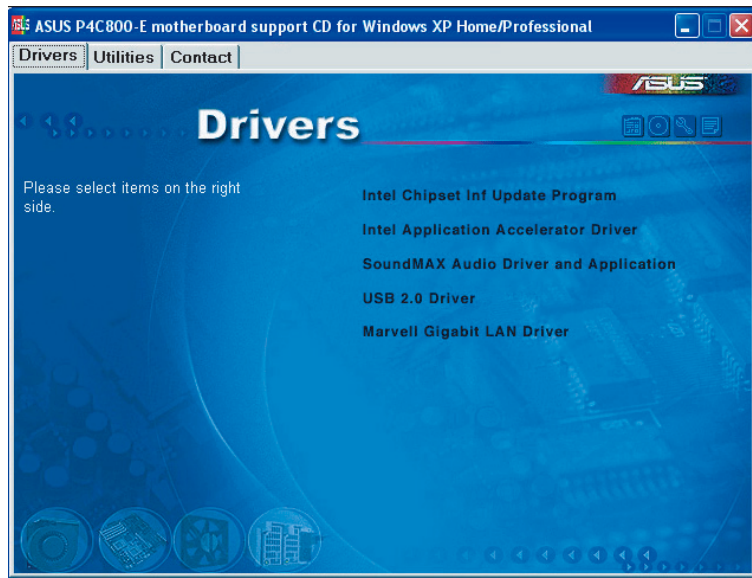 ASUS P4C800-E motherboard support CD for Windows XP Home/Professional
Drivers Utilities Contact
ASUS
Drivers
Please select items on the right
side.
Intel Chipset Inf Update Program
Intel Application Accelerator Driver
SoundMAX Audio Driver and Application
USB 2.0 Driver
Marvell Gigabit LAN Driver